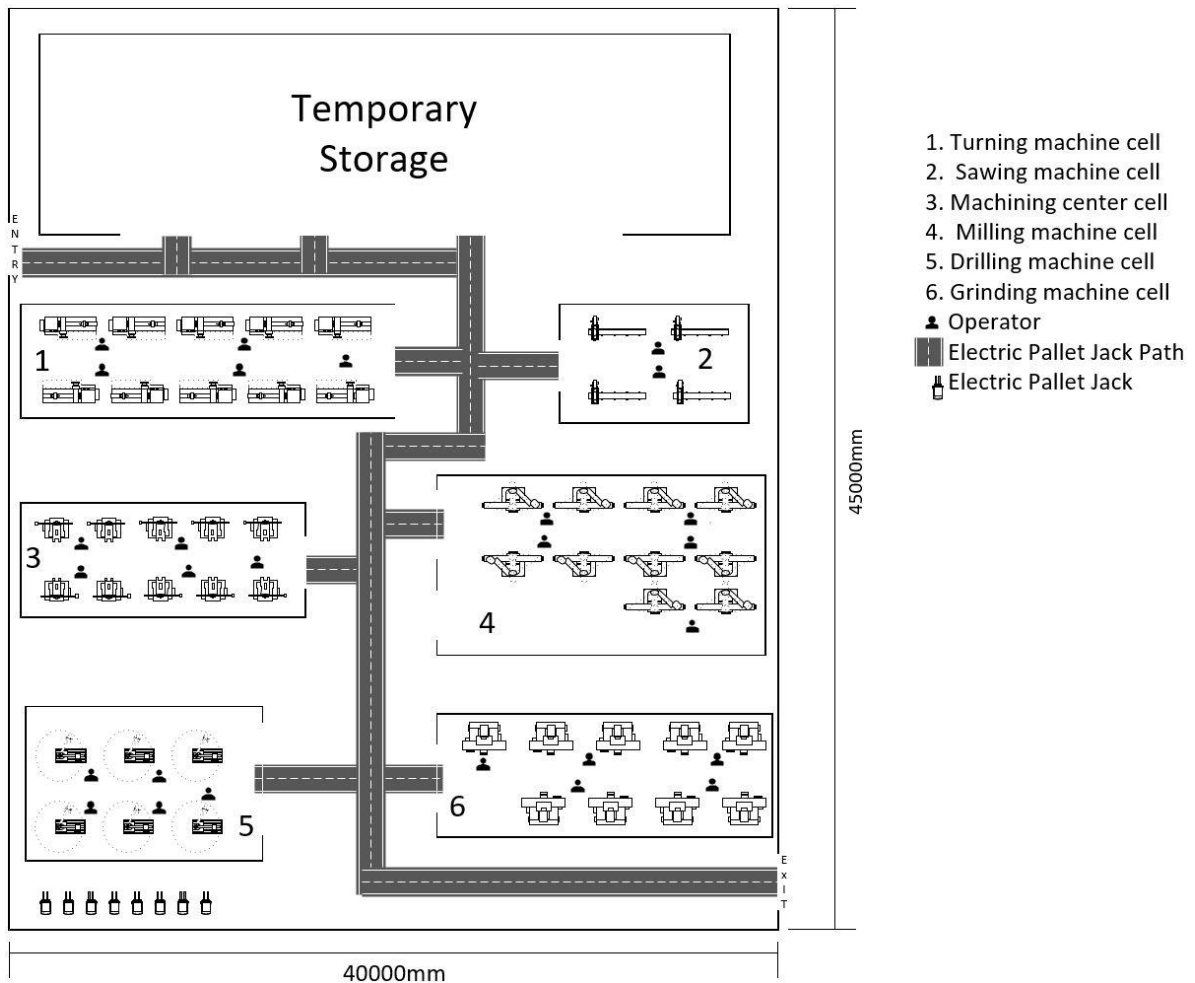 Temporary
Storage
ENTRY
1
2
3
4
5
6
ExIT
1. Turning machine cell
2. Sawing machine cell
3. Machining center cell
4. Milling machine cell
5. Drilling machine cell
6. Grinding machine cell
Operator
Electric Pallet Jack Path
Electric Pallet Jack
45000mm
40000mm